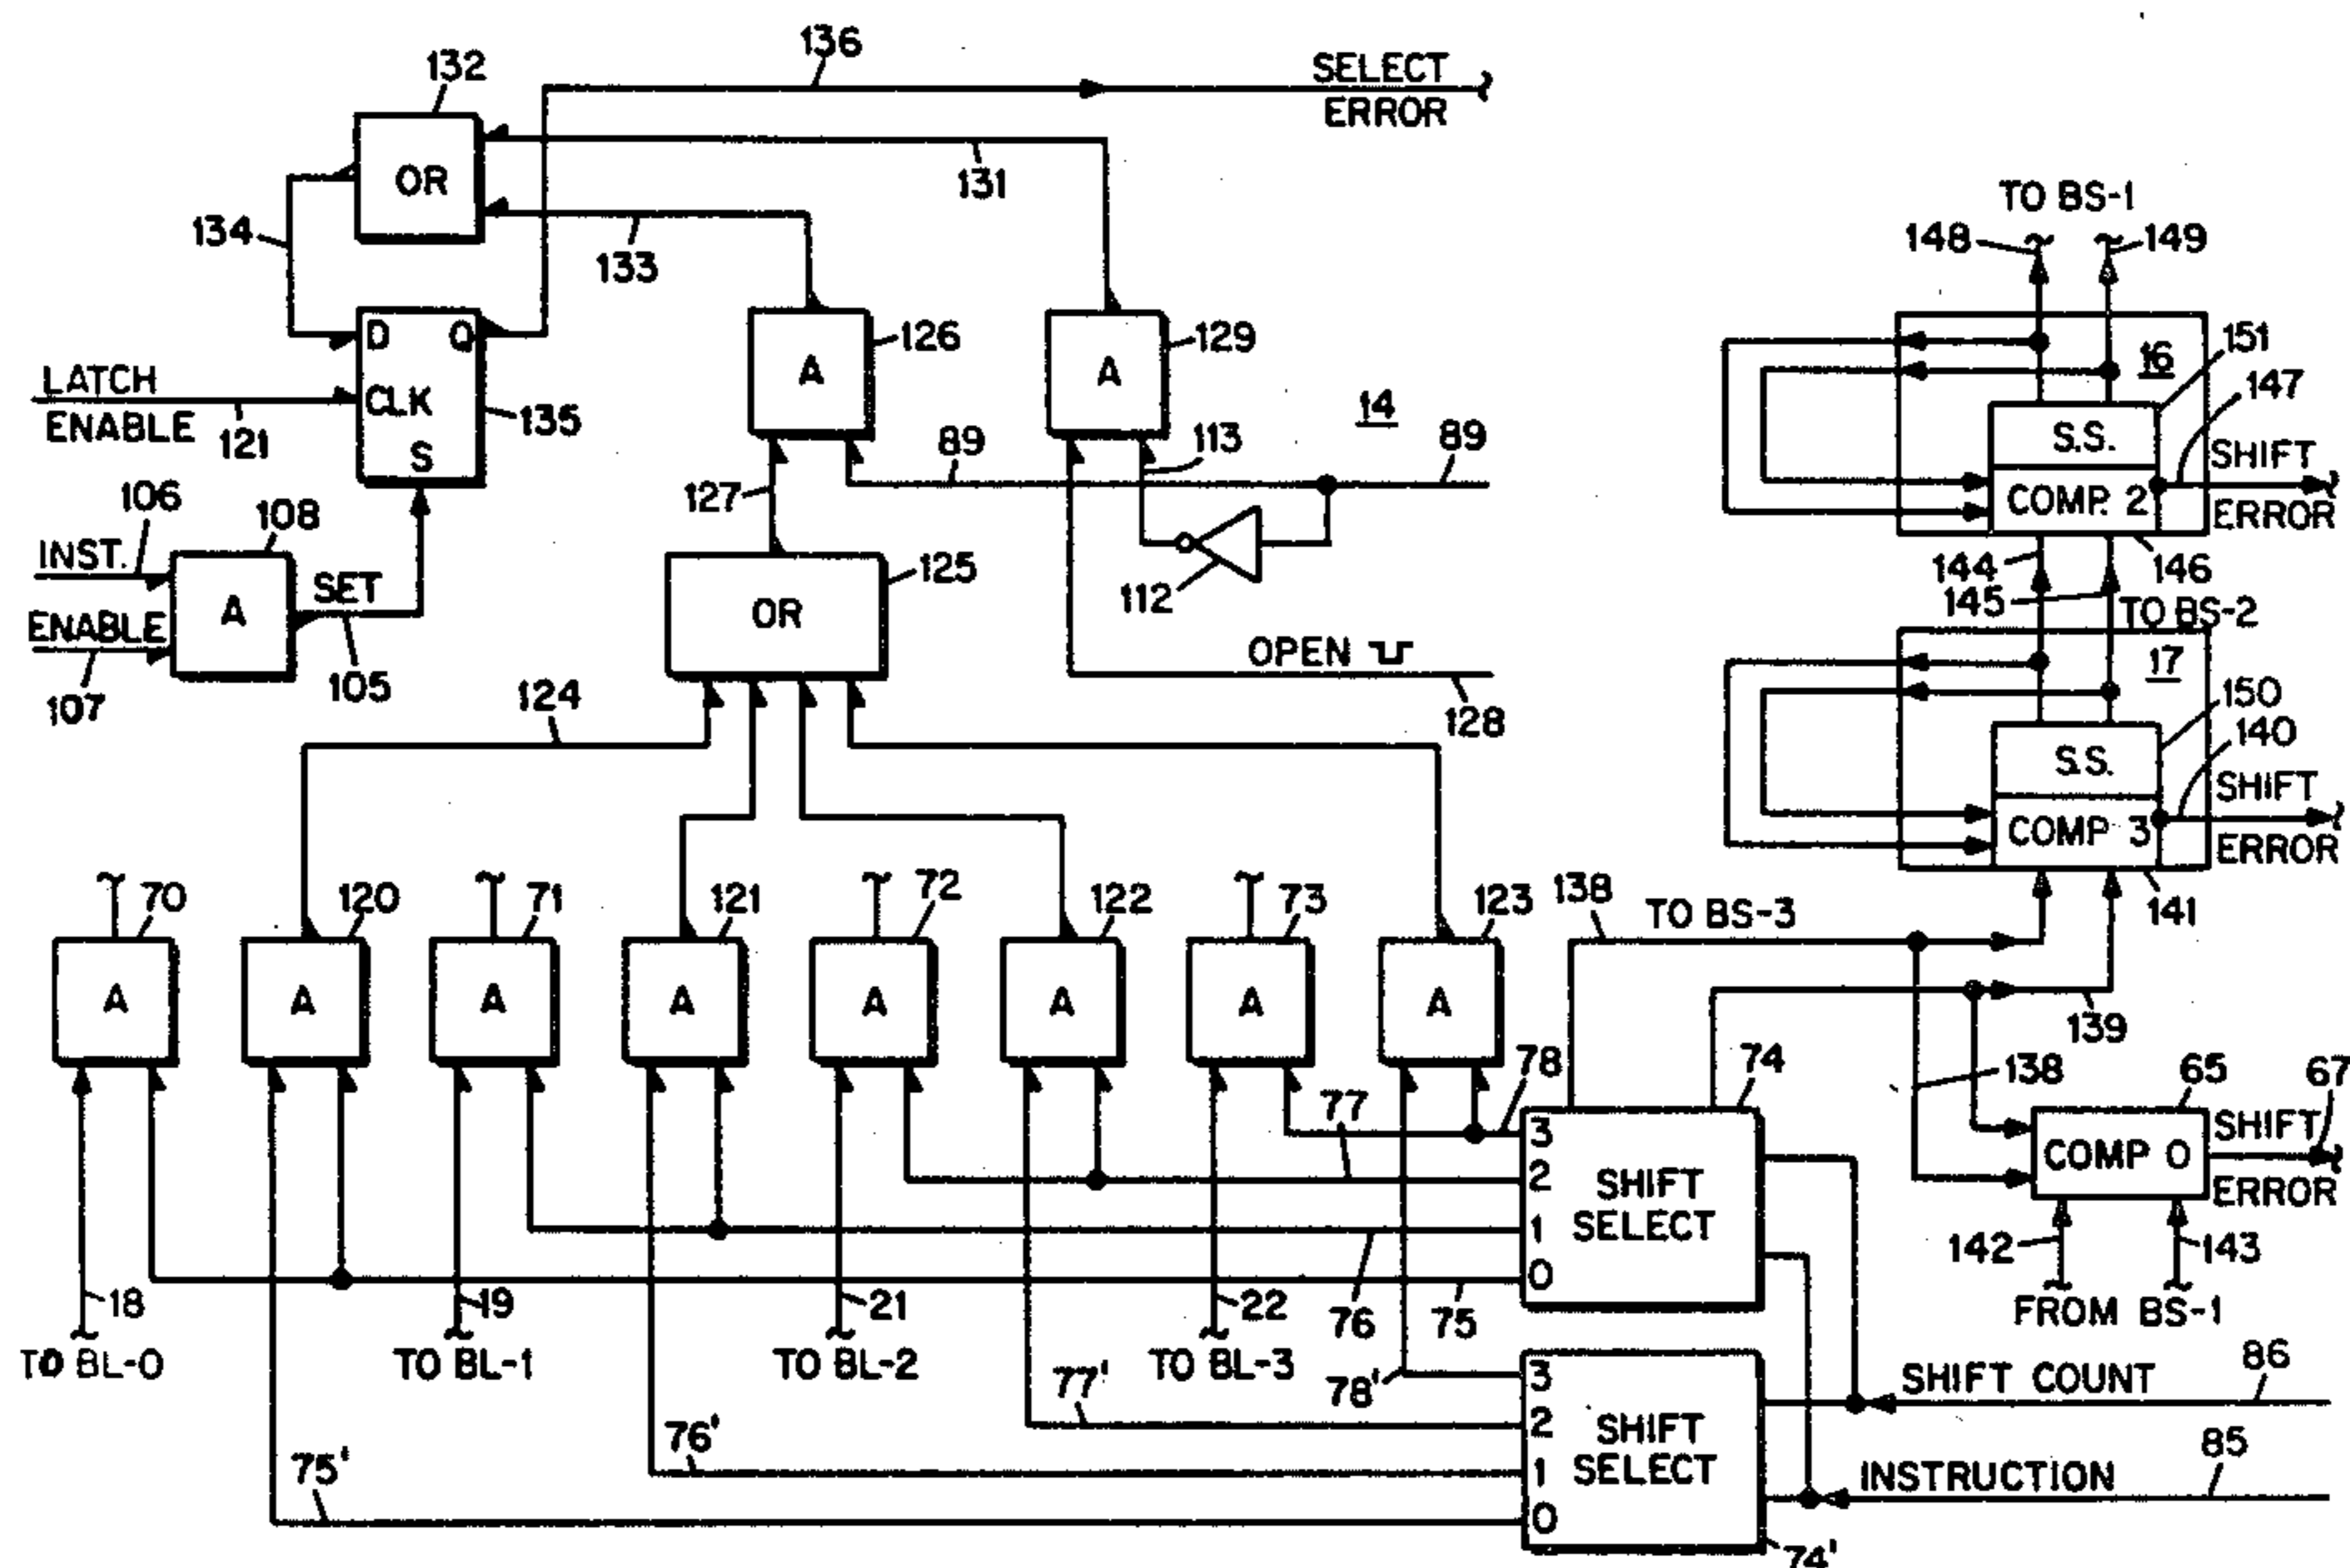 136
SELECT
ERROR
132
OR
131
134
133
TO BS-1
148
149
D Q
CLK
S
135
LATCH
ENABLE
121
A
126
A
129
14
16
151
147
S.S.
COMP. 2
SHIFT
ERROR
113
89
89
127
112
144
145
146
TO BS-2
106
108
INST.
A
SET
ENABLE
105
107
OR
125
OPEN
128
17
150
140
S.S.
COMP 3
SHIFT
ERROR
141
124
70
120
71
121
72
122
73
123
138
TO BS-3
A
A
A
A
A
A
A
A
139
78
74
77
138
65
67
COMP 0
SHIFT
ERROR
3
2
1
0
SHIFT
SELECT
142
143
FROM BS-1
18
19
21
22
76
75
TO BL-0
TO BL-1
TO BL-2
TO BL-3
77'
78'
3
2
1
0
SHIFT
SELECT
SHIFT COUNT
86
76'
75'
INSTRUCTION
85
74'